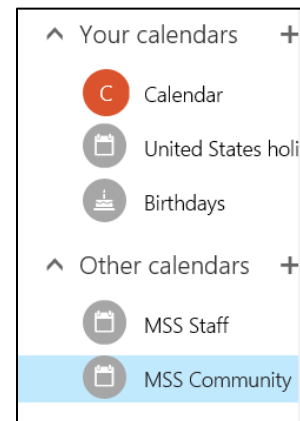 Your calendars
C Calendar
United States holi
Birthdays
Other calendars
MSS Staff
MSS Community